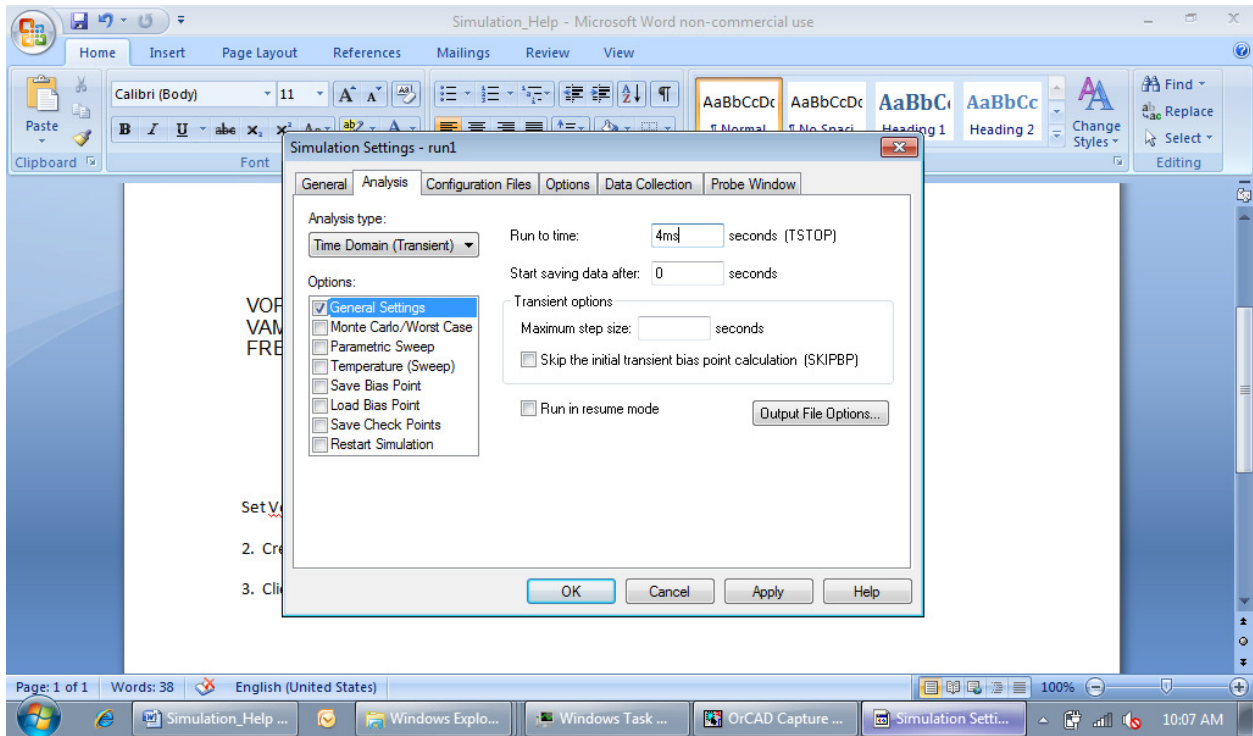 Simulation_Help - Microsoft Word non-commercial use
Home Insert Page Layout References Mailings Review View
Paste
Clipboard
Calibri (Body) 11
Font
AaBbCcDc AaBbCcDc AaBbC AaBbCc
¶ Normal ¶ No Spaci... Heading 1 Heading 2
Change Styles
Find
Replace
Select
Editing
Simulation Settings - run1
General Analysis Configuration Files Options Data Collection Probe Window
Analysis type:
Time Domain (Transient)
Options:
General Settings
Monte Carlo/Worst Case
Parametric Sweep
Temperature (Sweep)
Save Bias Point
Load Bias Point
Save Check Points
Restart Simulation
Run to time: 4ms seconds (TSTOP)
Start saving data after: 0 seconds
Transient options
Maximum step size: seconds
Skip the initial transient bias point calculation (SKIPBP)
Run in resume mode
Output File Options...
OK Cancel Apply Help
VOF
VAM
FRE
Set V
2. Cre
3. Clic
Page: 1 of 1 Words: 38 English (United States) 100%
Simulation_Help ... Windows Explo... Windows Task ... OrCAD Capture ... Simulation Setti... 10:07 AM